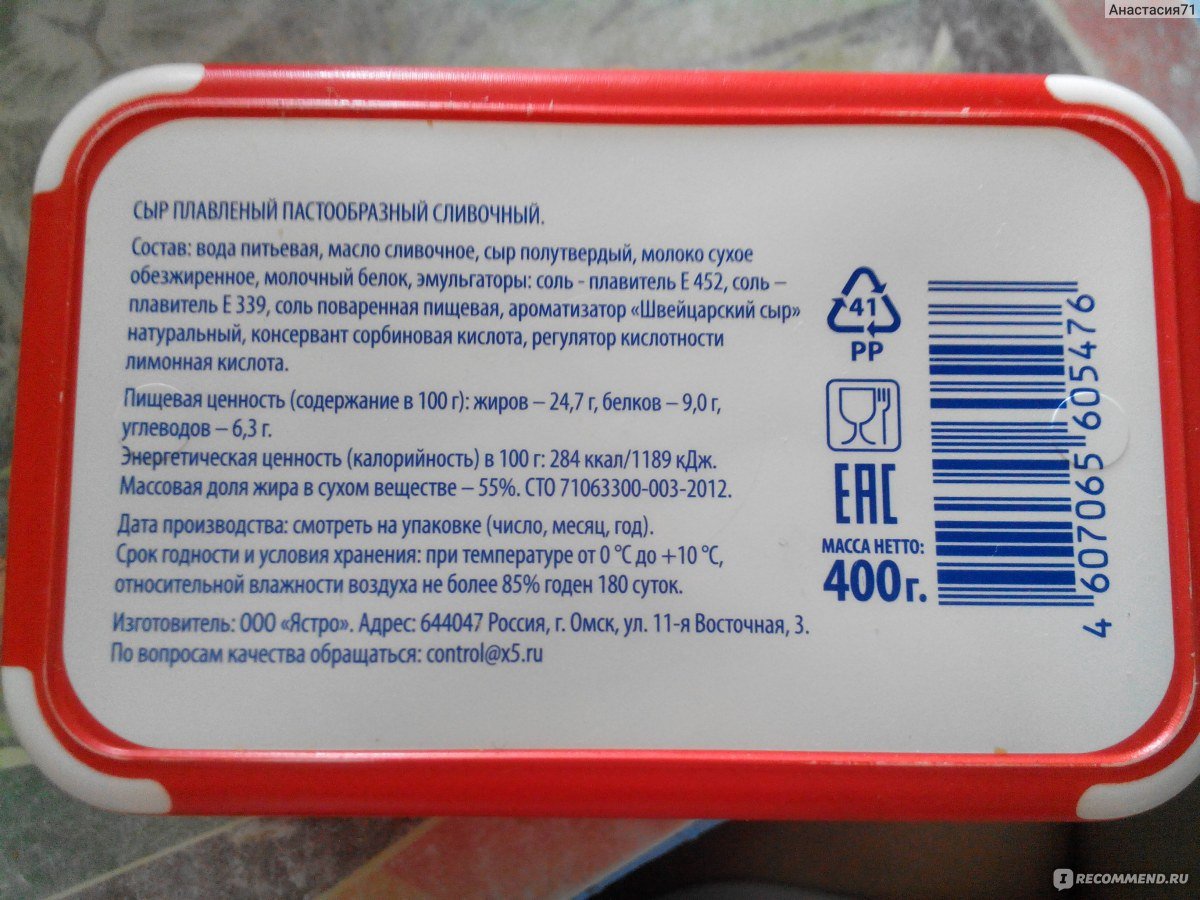 Анастасия71
СЫР ПЛАВЛЕНЫЙ ПАСТООБРАЗНЫЙ СЛИВОЧНЫЙ.
Состав: вода питьевая, масло сливочное, сыр полутвердый, молоко сухое
обезжиренное, молочный белок, эмульгаторы: соль - плавитель Е 452, соль –
плавитель Е 339, соль поваренная пищевая, ароматизатор «Швейцарский сыр»
натуральный, консервант сорбиновая кислота, регулятор кислотности
лимонная кислота.
Пищевая ценность (содержание в 100 г): жиров – 24,7 г, белков – 9,0 г,
углеводов – 6,3 г.
Энергетическая ценность (калорийность) в 100 г: 284 ккал/1189 кДж.
Массовая доля жира в сухом веществе – 55%. СТО 71063300-003-2012.
Дата производства: смотреть на упаковке (число, месяц, год).
Срок годности и условия хранения: при температуре от 0 °С до +10 °С,
относительной влажности воздуха не более 85% годен 180 суток.
Изготовитель: ООО «Ястро». Адрес: 644047 Россия, г. Омск, ул. 11-я Восточная, 3.
По вопросам качества обращаться: control@x5.ru
41
PP
EAC
МАССА НЕТТО:
400 г.
4 607065 605476
IRECOMMEND.RU